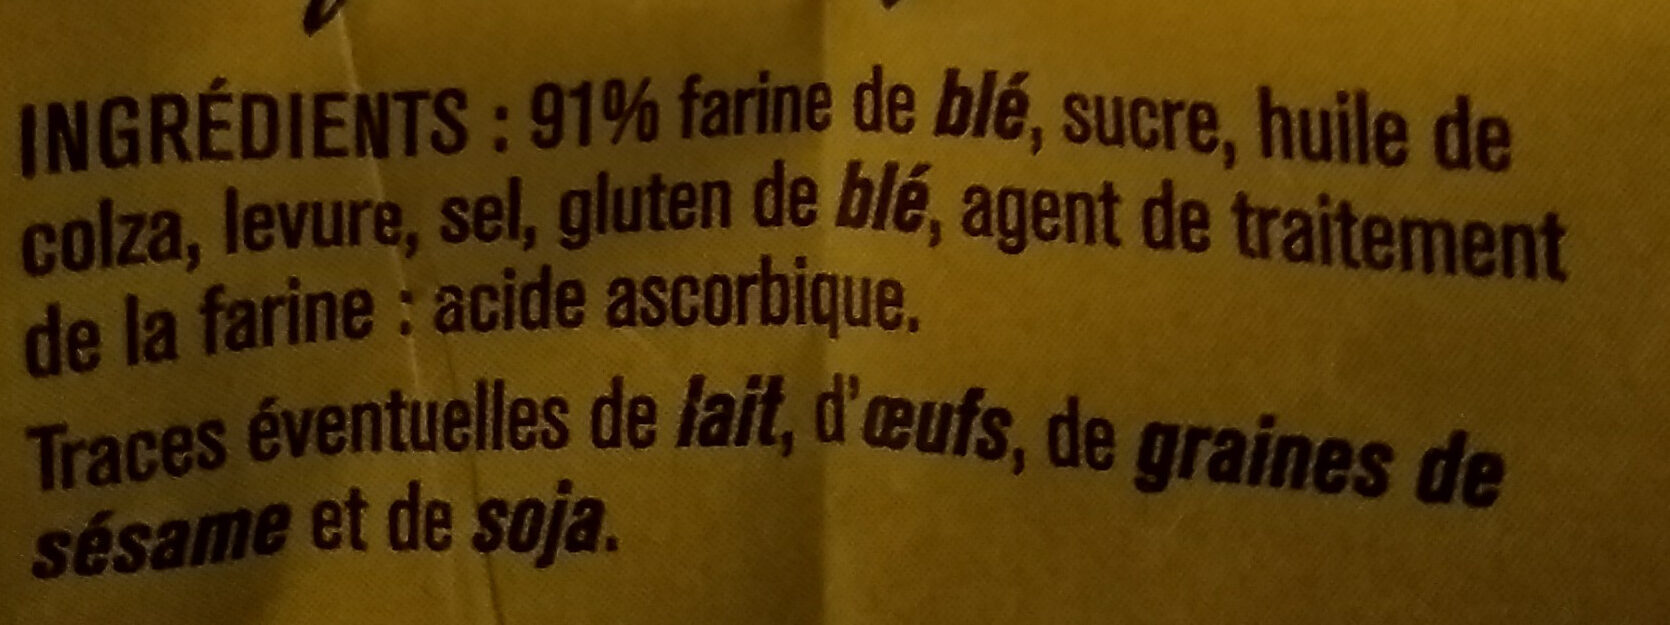 INGRÉDIENTS : 91% farine de blé, sucre, huile de
colza, levure, sel, gluten de blé, agent de traitement
de la farine : acide ascorbique.
Traces éventuelles de lait, d'œufs, de graines de
sésame et de soja.